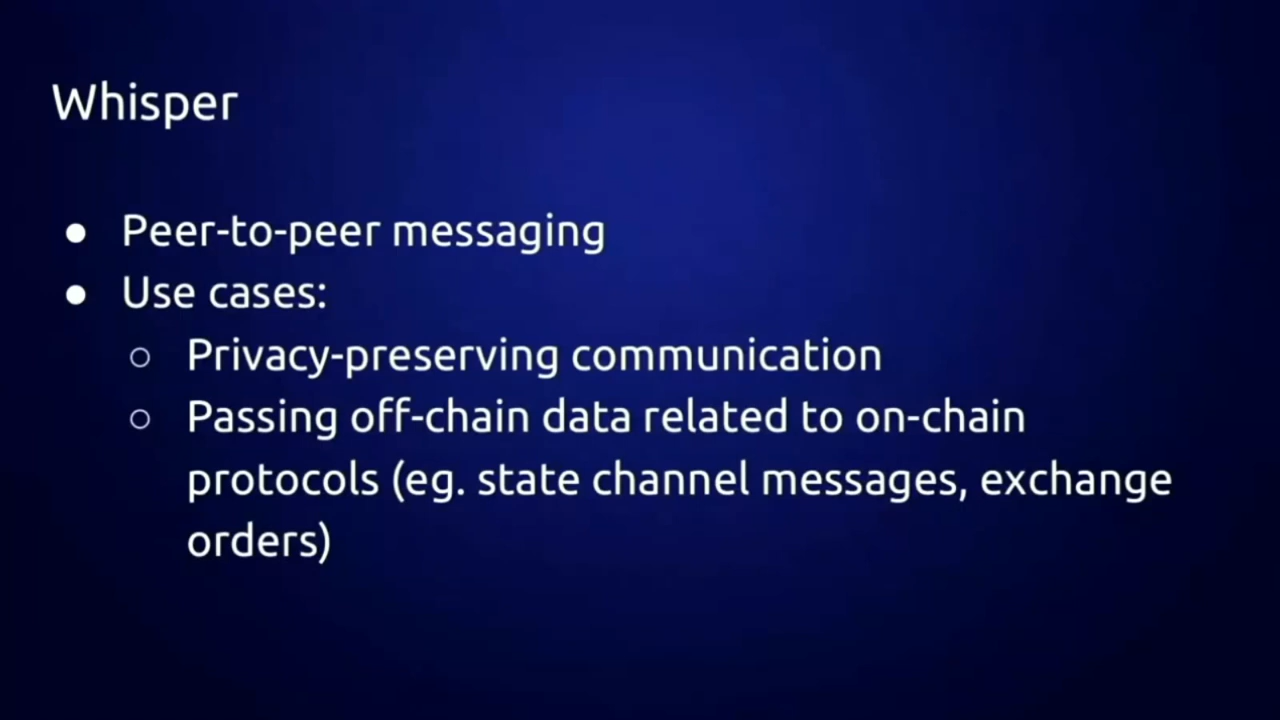 Whisper
● Peer-to-peer messaging
● Use cases:
○ Privacy-preserving communication
○ Passing off-chain data related to on-chain
protocols (eg. state channel messages, exchange
orders)